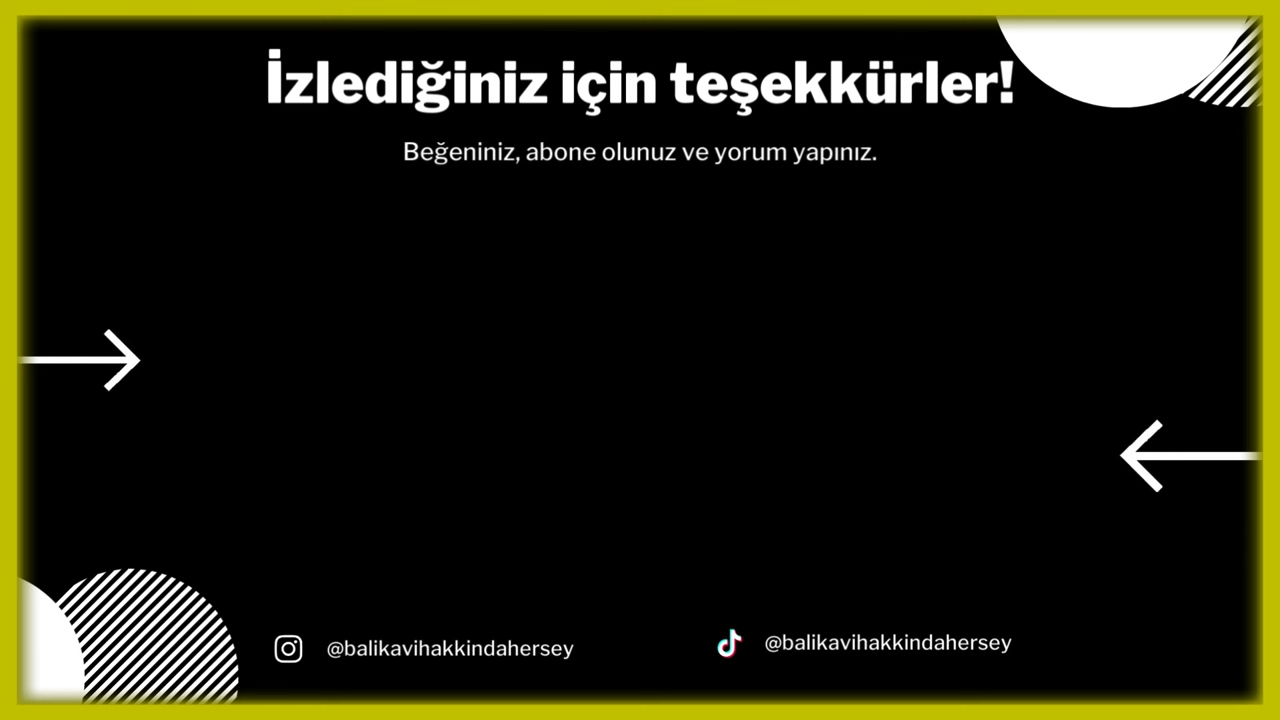 İzlediğiniz için teşekkürler!
Beğeniniz, abone olunuz ve yorum yapınız.
@balikavihakkindahersey
@balikavihakkindahersey